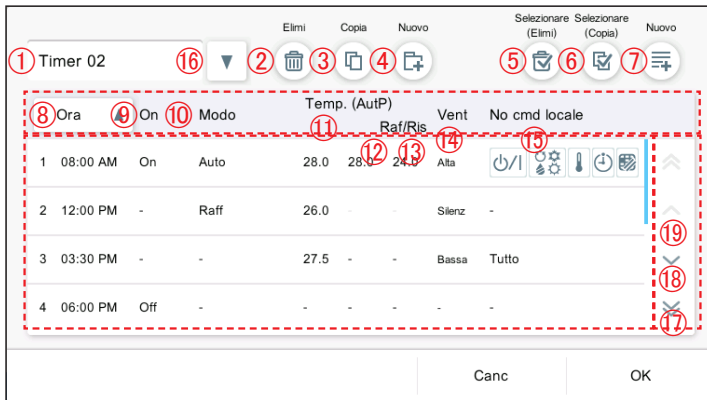 Elimi Copia Nuovo Selezionare (Elimi) Selezionare (Copia) Nuovo
① Timer 02 ⑯ ▼ ② ③ ④ ⑤ ⑥ ⑦
⑧ Ora ▲ ⑨ On ⑩ Modo Temp. (AutP) ⑪ Raf/Ris ⑫ ⑬ Vent ⑭ No cmd locale ⑮
1 08:00 AM On Auto 28.0 28.0 24.0 Alta
2 12:00 PM - Raff 26.0 - - Silenz -
3 03:30 PM - - 27.5 - - Bassa Tutto
4 06:00 PM Off - - - - - -
⑲
⑱
⑰
Canc OK